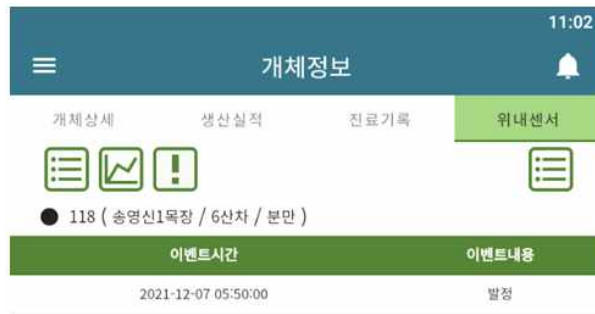 11:02
개체정보
개체상세 생산실적 진료기록 위내센서
118 ( 송영신1목장 / 6산차 / 분만 )
이벤트시간 이벤트내용
2021-12-07 05:50:00 발정